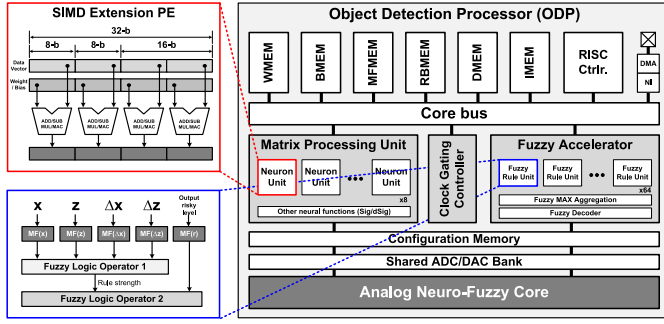 SIMD Extension PE
32-b
8-b
8-b
16-b
Data
Vector
Weight /
Bias
ADD/SUB
MUL/MAC
ADD/SUB
MUL/MAC
ADD/SUB
MUL/MAC
ADD/SUB
MUL/MAC
x
z
Δx
Δz
Output
risky
level
MF(x)
MF(z)
MF(Δx)
MF(Δz)
MF(r)
Fuzzy Logic Operator 1
Rule strength
Fuzzy Logic Operator 2
Object Detection Processor (ODP)
WMEM
BMEM
MFMEM
RBMEM
DMEM
IMEM
RISC
Ctrlr.
DMA
NI
Core bus
Matrix Processing Unit
Neuron
Unit
Neuron
Unit
•••
Neuron
Unit
x8
Other neural functions (Sig/dSig)
Clock Gating
Controller
Fuzzy Accelerator
Fuzzy
Rule Unit
Fuzzy
Rule Unit
•••
Fuzzy
Rule Unit
x64
Fuzzy MAX Aggregation
Fuzzy Decoder
Configuration Memory
Shared ADC/DAC Bank
Analog Neuro-Fuzzy Core